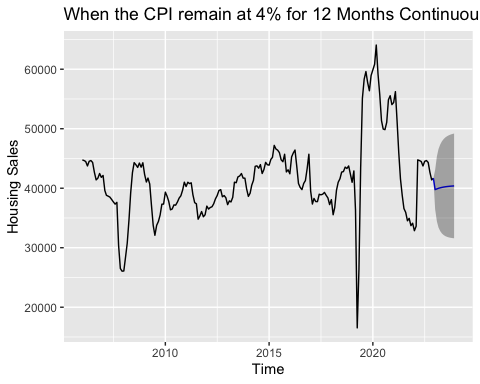 When the CPI remain at 4% for 12 Months Continuou
60000
50000
40000
30000
20000
Housing Sales
2010
2015
2020
Time